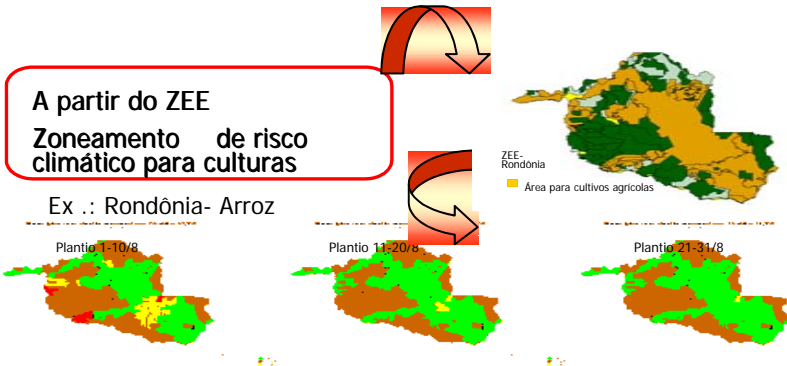 A partir do ZEE
Zoneamento de risco
climático para culturas
Ex .: Rondônia- Arroz
ZEE-
Rondônia
Área para cultivos agrícolas
Plantio 1-10/8
Plantio 11-20/8
Plantio 21-31/8